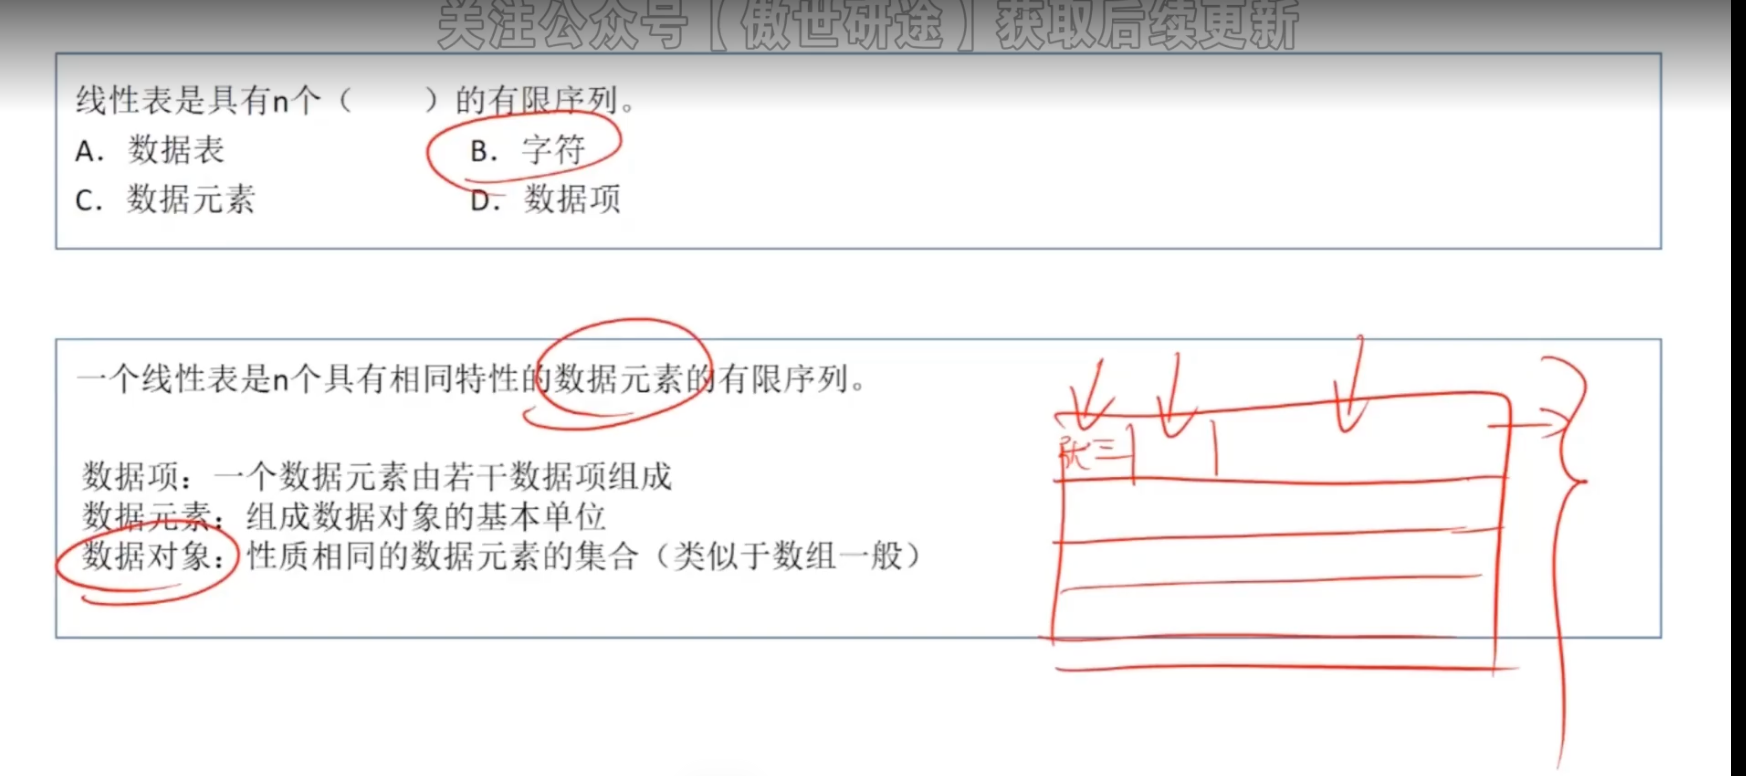 关注公众号【傲世研途】获取后续更新
线性表是具有n个（　　）的有限序列。
A. 数据表　　B. 字符
C. 数据元素　　D. 数据项
一个线性表是n个具有相同特性的数据元素的有限序列。
数据项：一个数据元素由若干数据项组成
数据元素：组成数据对象的基本单位
数据对象：性质相同的数据元素的集合（类似于数组一般）
张三